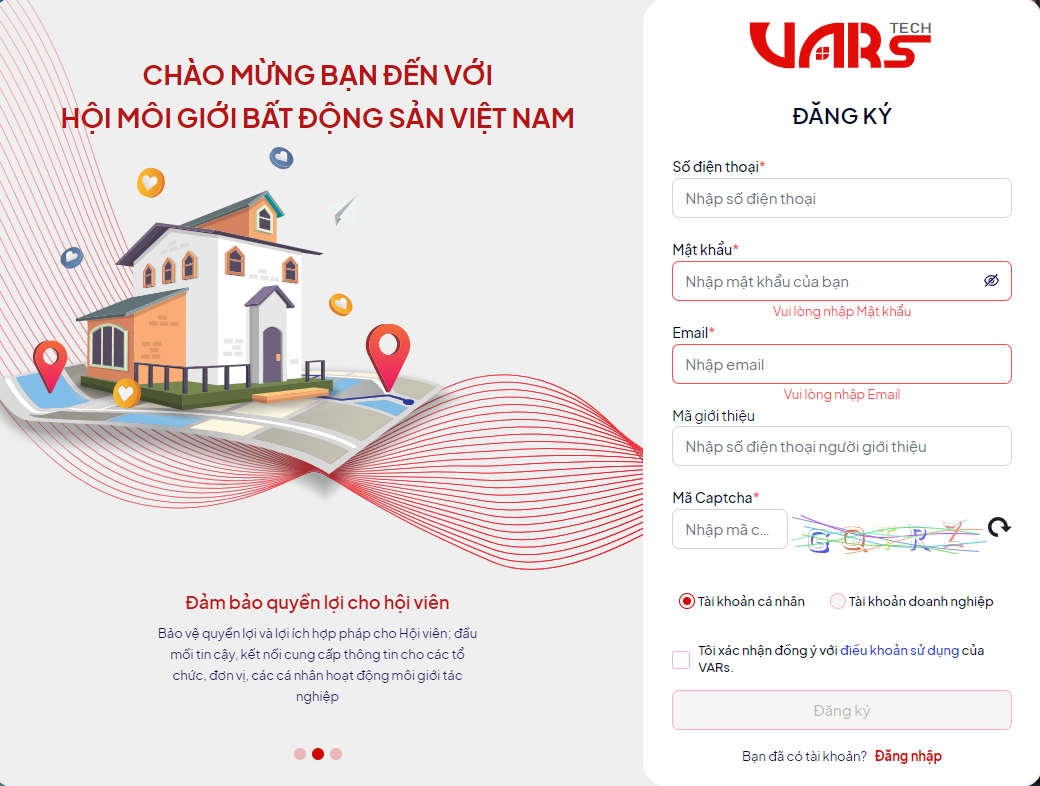 CHÀO MỪNG BẠN ĐẾN VỚI
HỘI MÔI GIỚI BẤT ĐỘNG SẢN VIỆT NAM
Đảm bảo quyền lợi cho hội viên
Bảo vệ quyền lợi và lợi ích hợp pháp cho Hội viên; đầu
mối tin cậy, kết nối cung cấp thông tin cho các tổ
chức, đơn vị, các cá nhân hoạt động môi giới tác
nghiệp
VARs TECH
ĐĂNG KÝ
Số điện thoại*
Nhập số điện thoại
Mật khẩu*
Nhập mật khẩu của bạn
Vui lòng nhập Mật khẩu
Email*
Nhập email
Vui lòng nhập Email
Mã giới thiệu
Nhập số điện thoại người giới thiệu
Mã Captcha*
Nhập mã c...
Tài khoản cá nhân Tài khoản doanh nghiệp
Tôi xác nhận đồng ý với điều khoản sử dụng của
VARs.
Đăng ký
Bạn đã có tài khoản? Đăng nhập